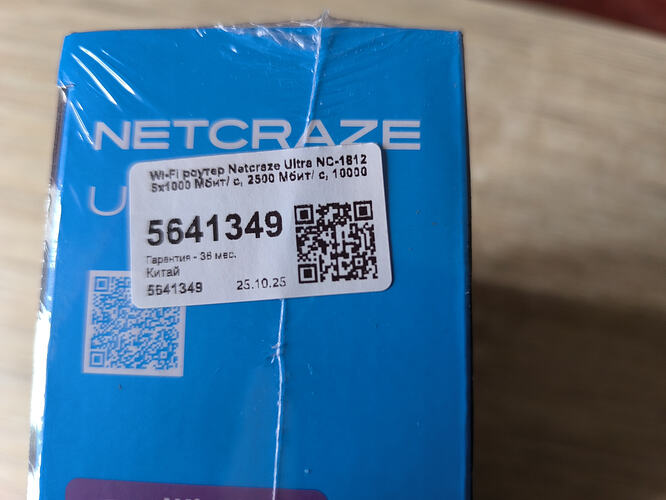 NETCRAZE
Wi-Fi роутер Netcraze Ultra NC-1812
5x1000 Мбит/ с, 2500 Мбит/ с, 10000
5641349
Гарантия - 36 мес.
Китай
5641349 25.10.25